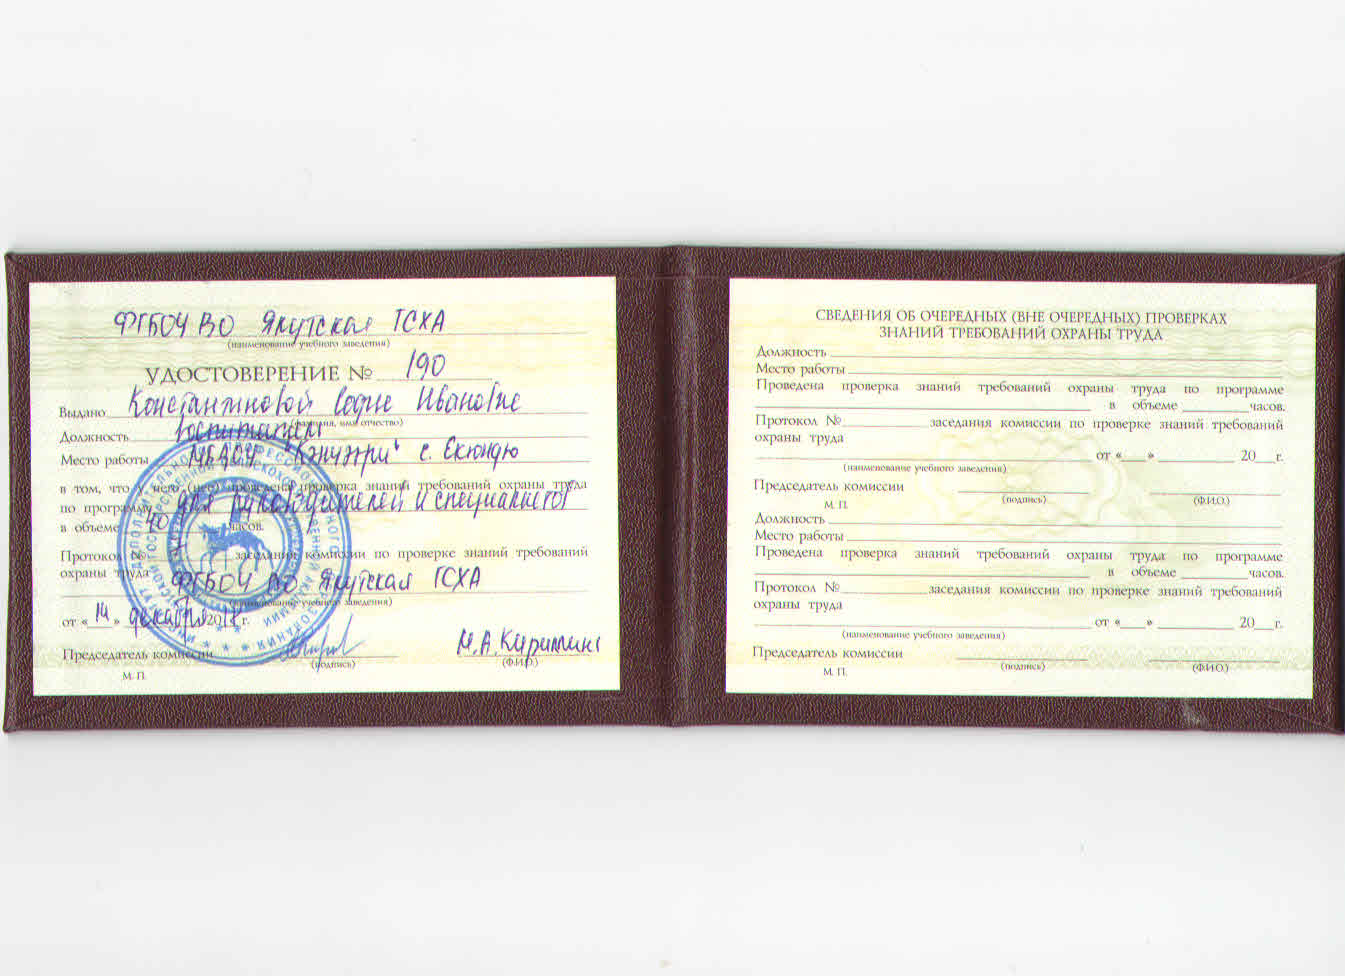 ФГБОУ ВО Якутская ГСХА
(наименование учебного заведения)
УДОСТОВЕРЕНИЕ № 190
Выдано Константиновой Софие Ивановне
(фамилия, имя, отчество)
Должность воспитатель
Место работы МБДОУ "Кэнчээри" с. Екюндю
в том, что у него (нее) проведена проверка знаний требований охраны труда
по программе для руководителей и специалистов
в объеме 40 часов.
Протокол № заседания комиссии по проверке знаний требований
охраны труда ФГБОУ ВО Якутская ГСХА
(наименование учебного заведения)
от « 14 » декабря 2018 г.
Председатель комиссии М.А.
(подпись) (Ф.И.О.)
М. П.
СВЕДЕНИЯ ОБ ОЧЕРЕДНЫХ (ВНЕ ОЧЕРЕДНЫХ) ПРОВЕРКАХ
ЗНАНИЙ ТРЕБОВАНИЙ ОХРАНЫ ТРУДА
Должность
Место работы
Проведена проверка знаний требований охраны труда по программе
в объеме часов.
Протокол № заседания комиссии по проверке знаний требований
охраны труда
от « » 20 г.
(наименование учебного заведения)
Председатель комиссии
(подпись) (Ф.И.О.)
М. П.
Должность
Место работы
Проведена проверка знаний требований охраны труда по программе
в объеме часов.
Протокол № заседания комиссии по проверке знаний требований
охраны труда
от « » 20 г.
(наименование учебного заведения)
Председатель комиссии
(подпись) (Ф.И.О.)
М. П.